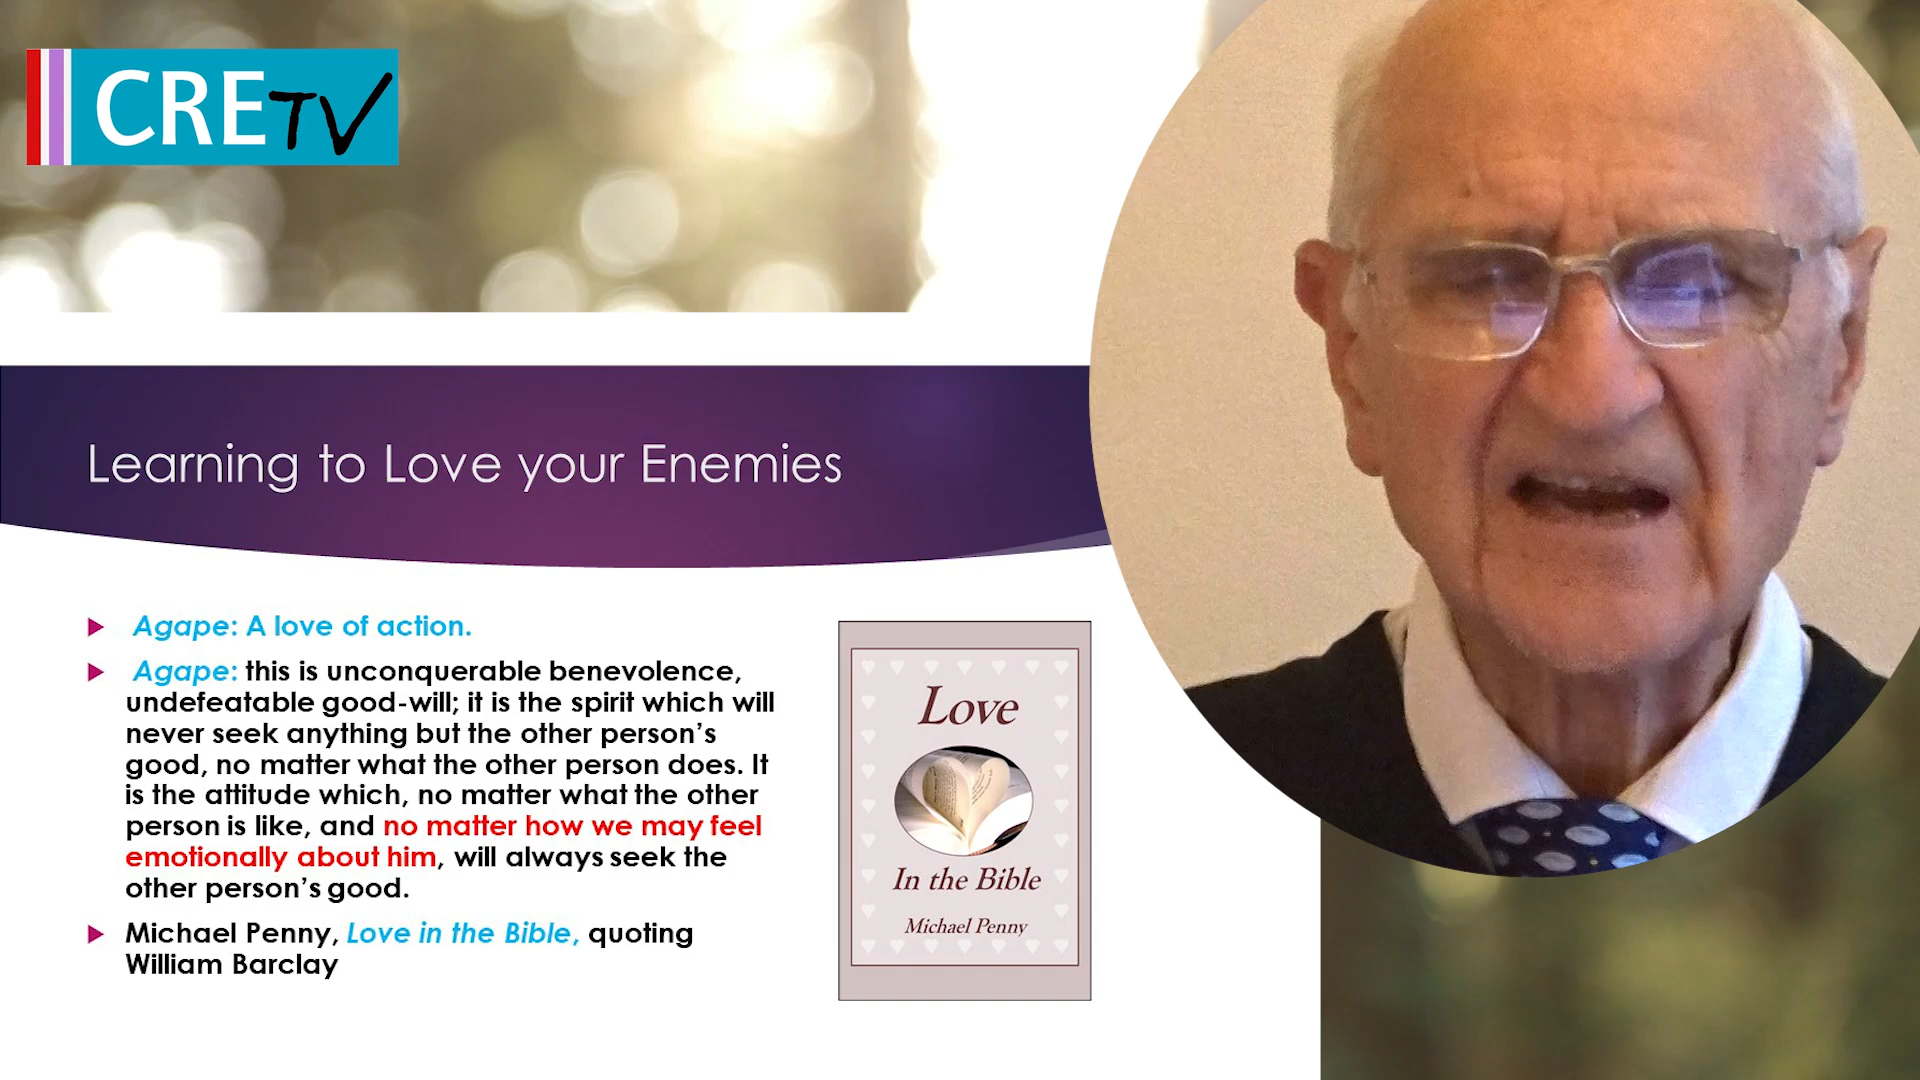 CRETV
Learning to Love your Enemies
Agape: A love of action.
Agape: this is unconquerable benevolence,
undefeatable good-will; it is the spirit which will
never seek anything but the other person's
good, no matter what the other person does. It
is the attitude which, no matter what the other
person is like, and no matter how we may feel
emotionally about him, will always seek the
other person's good.
Michael Penny, Love in the Bible, quoting
William Barclay
Love
In the Bible
Michael Penny